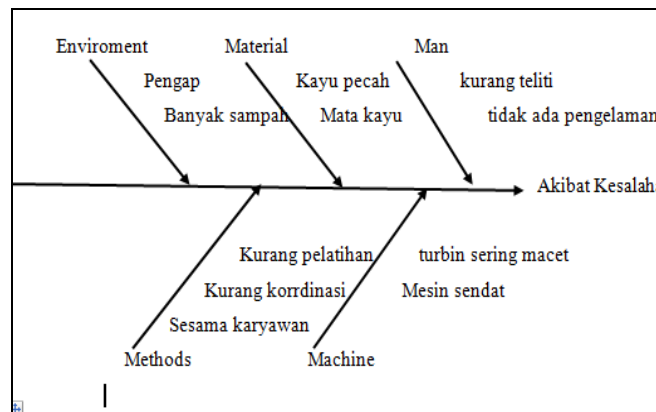 Enviroment
Material
Man
Pengap
Kayu pecah
kurang teliti
Banyak sampah
Mata kayu
tidak ada pengelaman
Akibat Kesalaha
Kurang pelatihan
turbin sering macet
Kurang korrdinasi
Mesin sendat
Sesama karyawan
Methods
Machine